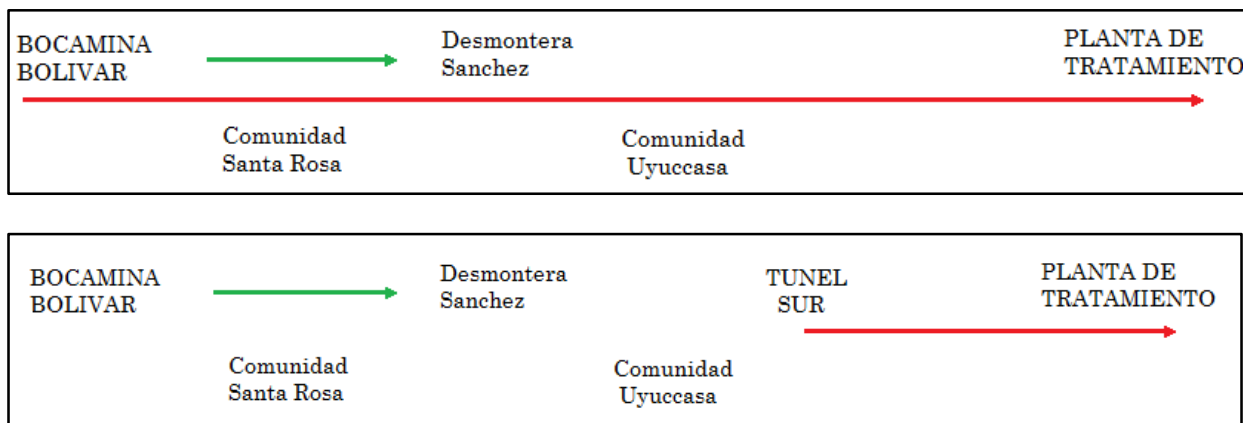 BOCAMINA
BOLIVAR
Desmontera
Sanchez
PLANTA DE
TRATAMIENTO
Comunidad
Santa Rosa
Comunidad
Uyuccasa
BOCAMINA
BOLIVAR
Desmontera
Sanchez
TUNEL
SUR
PLANTA DE
TRATAMIENTO
Comunidad
Santa Rosa
Comunidad
Uyuccasa